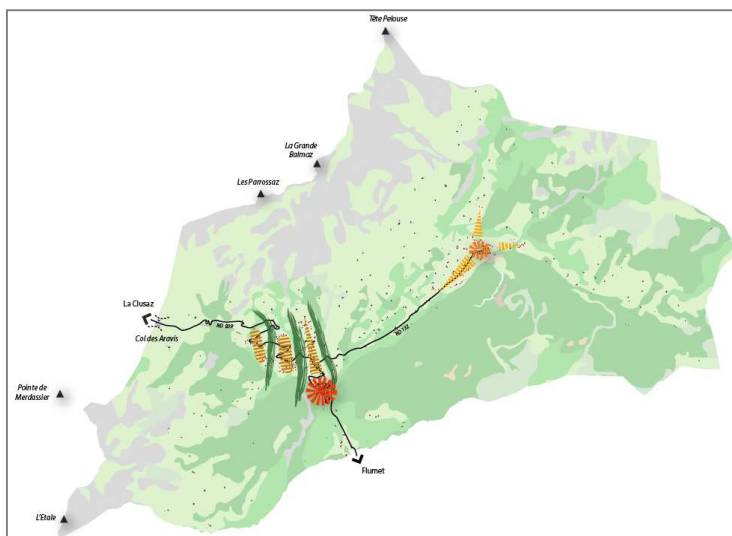 Tête Pelouse
La Grande
Balmaz
Les Parrossaz
La Clusaz
RD 909
Col des Aravis
RD 132
Pointe de
Merdassier
Flumet
L'Etale